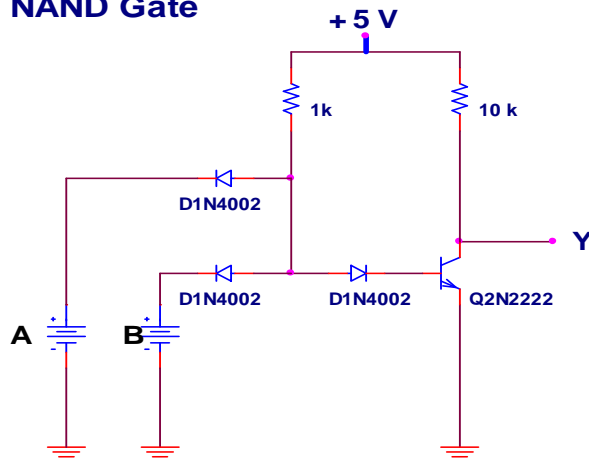 NAND Gate
+ 5 V
1k
10 k
D1N4002
Y
D1N4002
D1N4002
Q2N2222
A
B